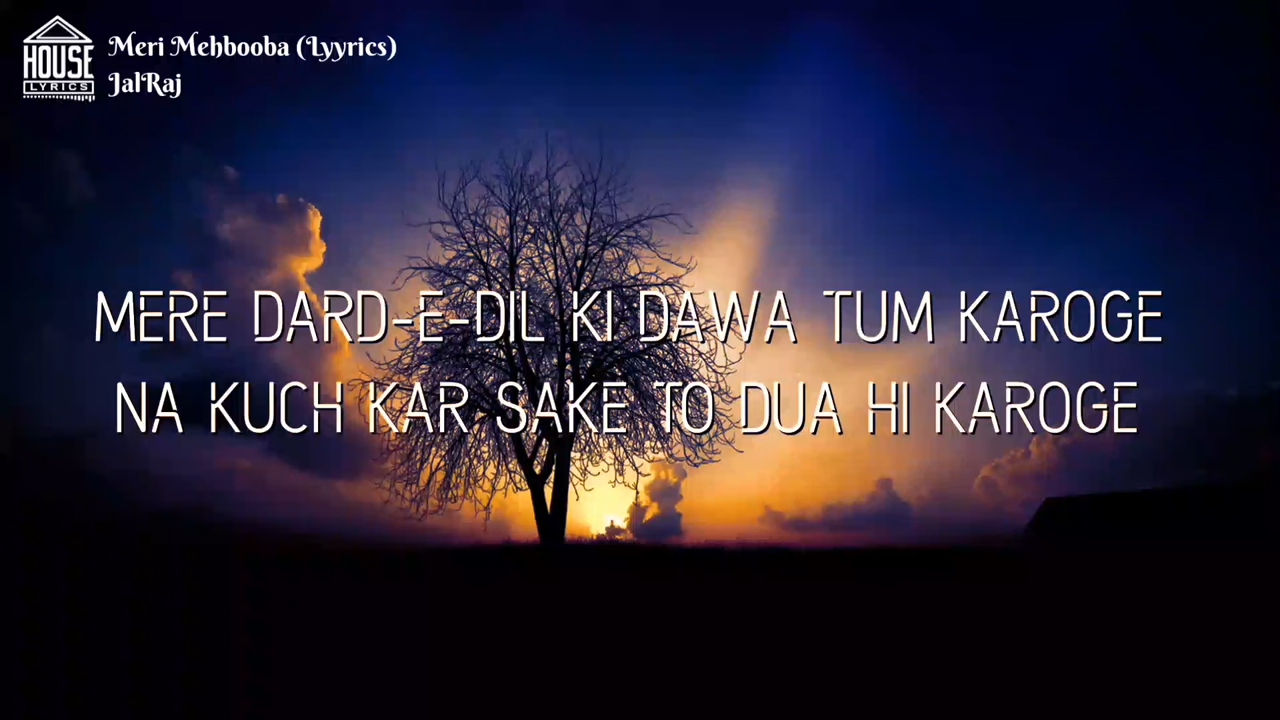 HOUSE
LYRICS
Meri Mehbooba (Lyyrics)
JalRaj
MERE DARD-E-DIL KI DAWA TUM KAROGE
NA KUCH KAR SAKE TO DUA HI KAROGE